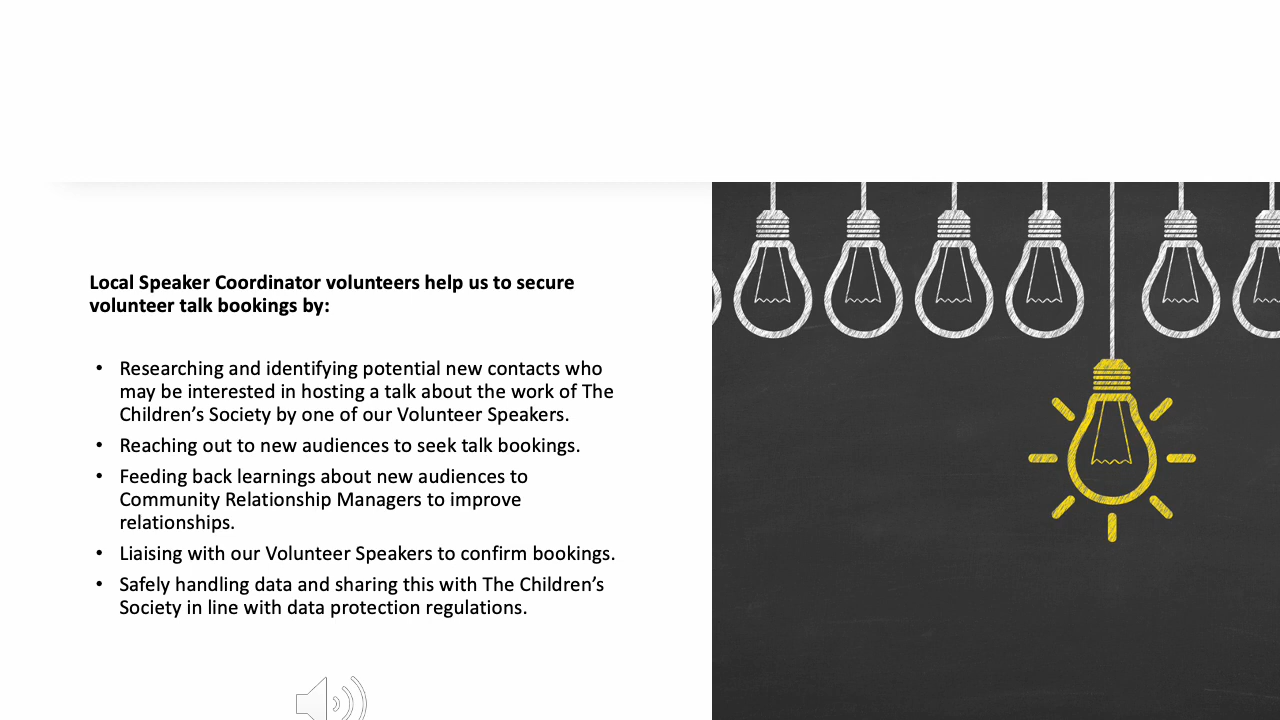 Local Speaker Coordinator volunteers help us to secure
volunteer talk bookings by:
• Researching and identifying potential new contacts who
may be interested in hosting a talk about the work of The
Children’s Society by one of our Volunteer Speakers.
• Reaching out to new audiences to seek talk bookings.
• Feeding back learnings about new audiences to
Community Relationship Managers to improve
relationships.
• Liaising with our Volunteer Speakers to confirm bookings.
• Safely handling data and sharing this with The Children’s
Society in line with data protection regulations.